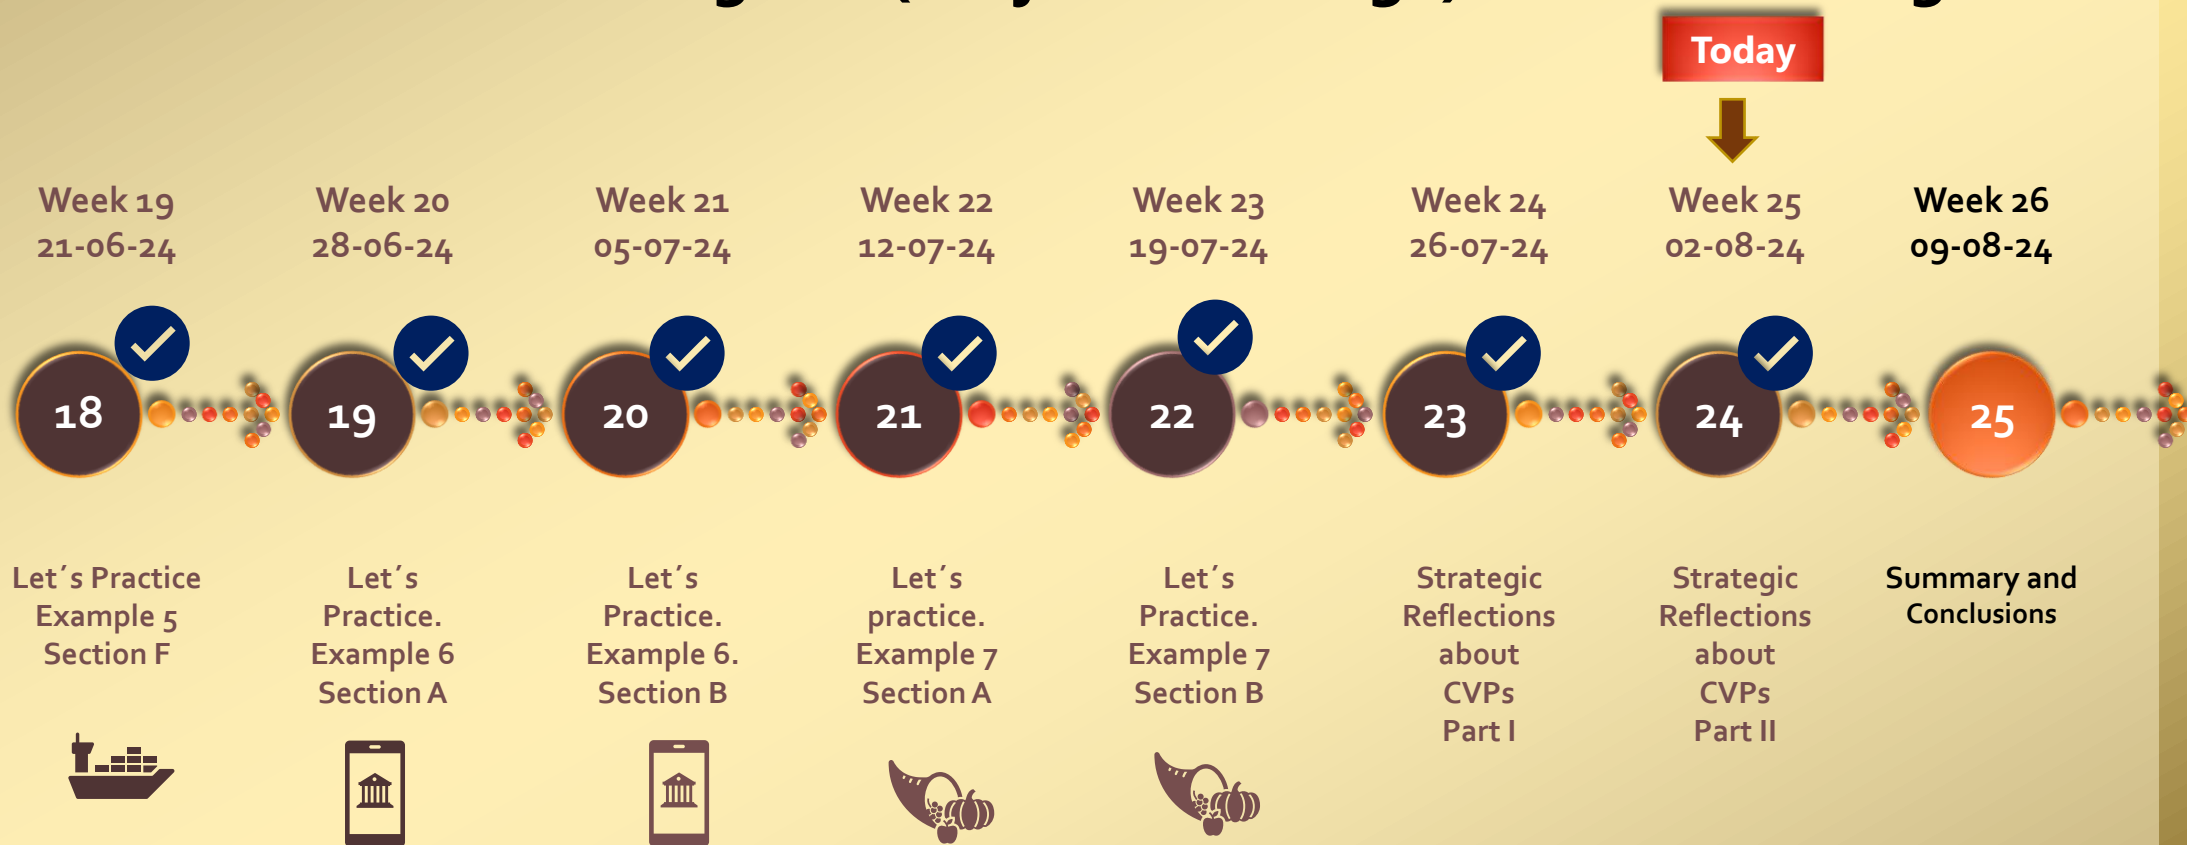 Today
Week 19
21-06-24
Week 20
28-06-24
Week 21
05-07-24
Week 22
12-07-24
Week 23
19-07-24
Week 24
26-07-24
Week 25
02-08-24
Week 26
09-08-24
18
19
20
21
22
23
24
25
Let´s Practice
Example 5
Section F
Let´s
Practice.
Example 6
Section A
Let´s
Practice.
Example 6.
Section B
Let´s
practice.
Example 7
Section A
Let´s
Practice.
Example 7
Section B
Strategic
Reflections
about
CVPs
Part I
Strategic
Reflections
about
CVPs
Part II
Summary and
Conclusions